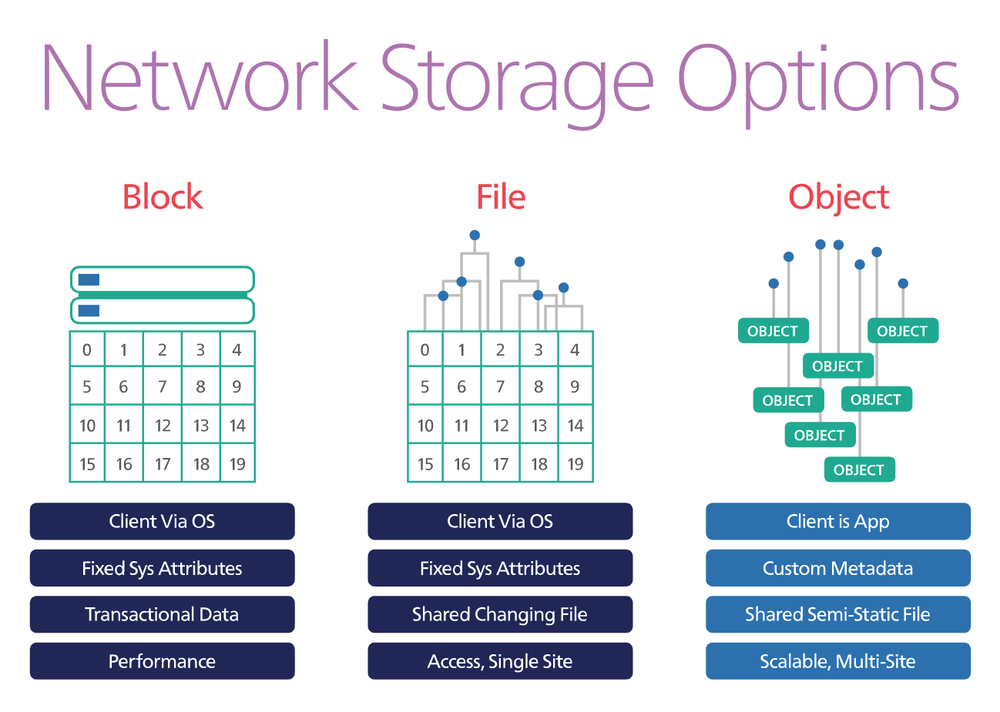 Network Storage Options
Block
File
Object
0 1 2 3 4
5 6 7 8 9
10 11 12 13 14
15 16 17 18 19
Client Via OS
Fixed Sys Attributes
Transactional Data
Performance
0 1 2 3 4
5 6 7 8 9
10 11 12 13 14
15 16 17 18 19
Client Via OS
Fixed Sys Attributes
Shared Changing File
Access, Single Site
OBJECT
OBJECT
OBJECT
OBJECT
OBJECT
OBJECT
OBJECT
Client is App
Custom Metadata
Shared Semi-Static File
Scalable, Multi-Site